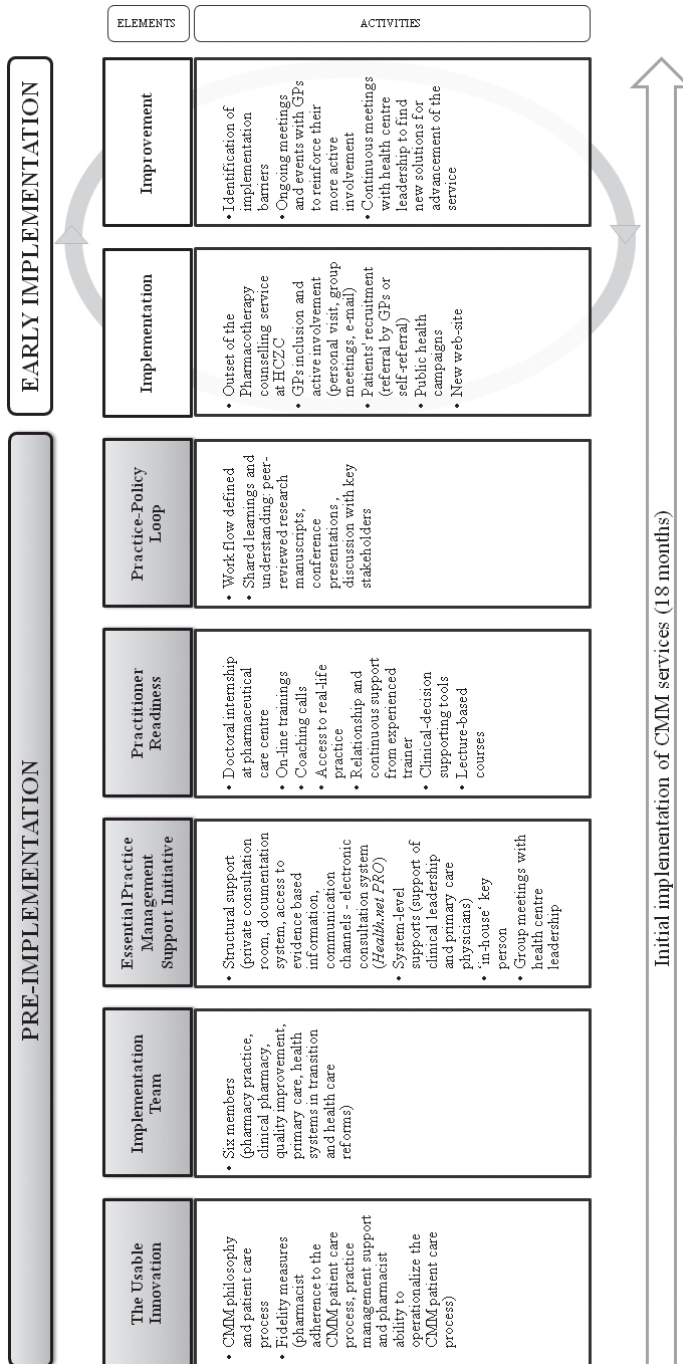 PRE-IMPLEMENTATION
EARLY IMPLEMENTATION
The Usable
Innovation
Implementation
Team
Essential Practice
Management
Support Initiative
Practitioner
Readiness
Practice-Policy
Loop
Implementation
Improvement
ELEMENTS
• CMM philosophy
and patient care
process
• Fidelity measures
(pharmacist
adherence to the
CMM patient care
process, practice
management support
and pharmacist
ability to
operationalize the
CMM patient care
process)
• Six members
(pharmacy practice,
clinical pharmacy,
quality improvement,
primary care, health
systems in transition
and health care
reforms)
• Structural support
(private consultation
room, documentation
system, access to
evidence based
information,
communication
channels - electronic
consultation system
(Health.net PRO)
• System-level
supports (support of
clinical leadership
and primary care
physicians)
• 'in-house' key
person
• Group meetings with
health centre
leadership
• Doctoral internship
at pharmaceutical
care centre
• On-line trainings
• Coaching calls
• Access to real-life
practice
• Relationship and
continuous support
from experienced
trainer
• Clinical-decision
supporting tools
• Lecture-based
courses
• Work flow defined
• Shared learnings and
understanding: peer-
reviewed research
manuscripts,
conference
presentations,
discussion with key
stakeholders
• Outset of the
Pharmacotherapy
counselling service
at HCZC
• GPs inclusion and
active involvement
(personal visit, group
meetings, e-mail)
• Patients' recruitment
(referral by GPs or
self-referral)
• Public health
campaigns
• New web-site
• Identification of
implementation
barriers
• Ongoing meetings
and events with GPs
to reinforce their
more active
involvement
• Continuous meetings
with health centre
leadership to find
new solutions for
advancement of the
service
ACTIVITIES
Initial implementation of CMM services (18 months)